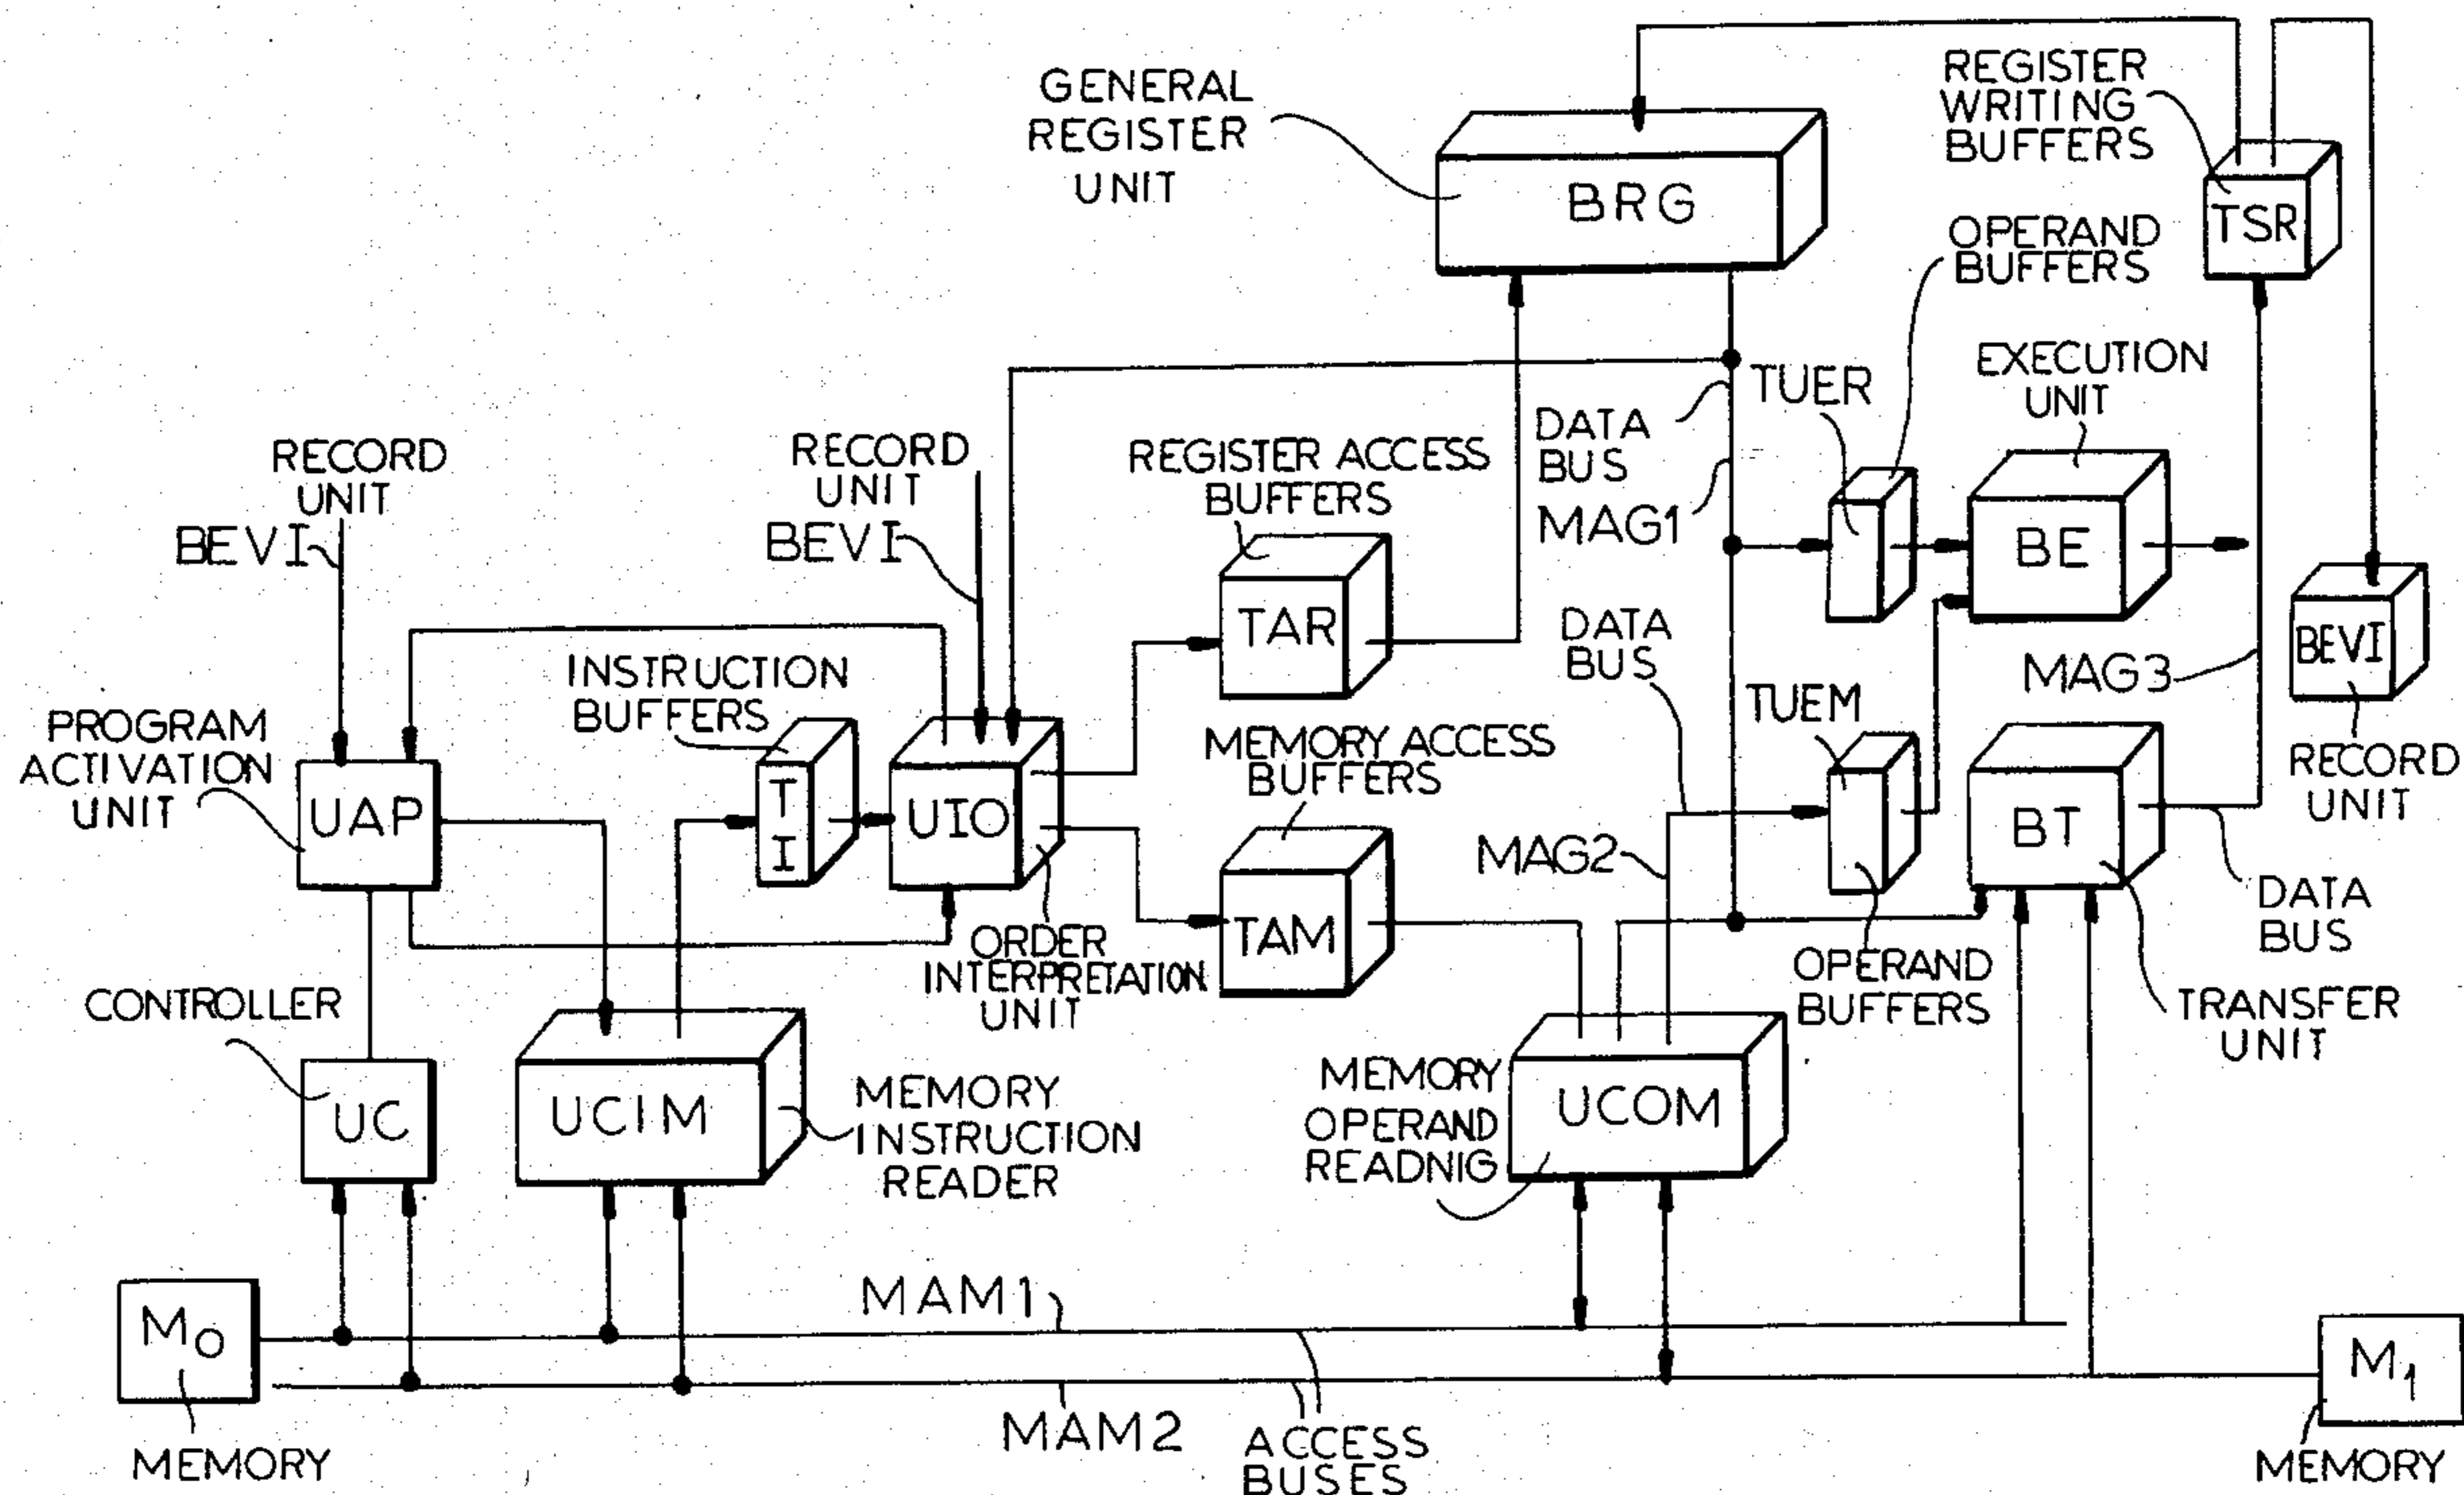 GENERAL
REGISTER
UNIT
BRG
REGISTER
WRITING
BUFFERS
TSR
OPERAND
BUFFERS
EXECUTION
UNIT
TUER
DATA
BUS
MAG1
BE
RECORD
UNIT
BEVI
RECORD
UNIT
BEVI
REGISTER ACCESS
BUFFERS
TAR
DATA
BUS
MAG3
BEVI
RECORD
UNIT
INSTRUCTION
BUFFERS
T
I
PROGRAM
ACTIVATION
UNIT
UAP
UIO
MEMORY ACCESS
BUFFERS
TAM
TUEM
MAG2
BT
DATA
BUS
ORDER
INTERPRETATION
UNIT
OPERAND
BUFFERS
TRANSFER
UNIT
CONTROLLER
UC
UCIM
MEMORY
INSTRUCTION
READER
MEMORY
OPERAND
READNIG
UCOM
MAM1
MAM2
ACCESS
BUSES
M0
MEMORY
M1
MEMORY